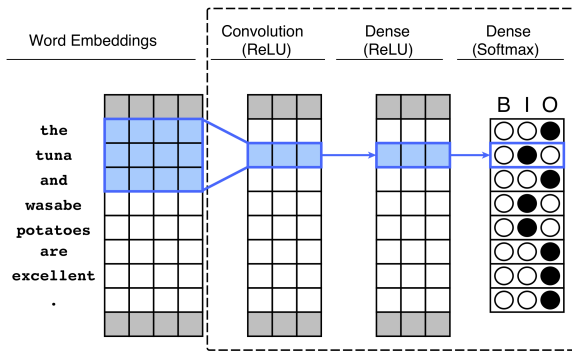 Word Embeddings
Convolution
(ReLU)
Dense
(ReLU)
Dense
(Softmax)
B I O
the
tuna
and
wasabe
potatoes
are
excellent
.